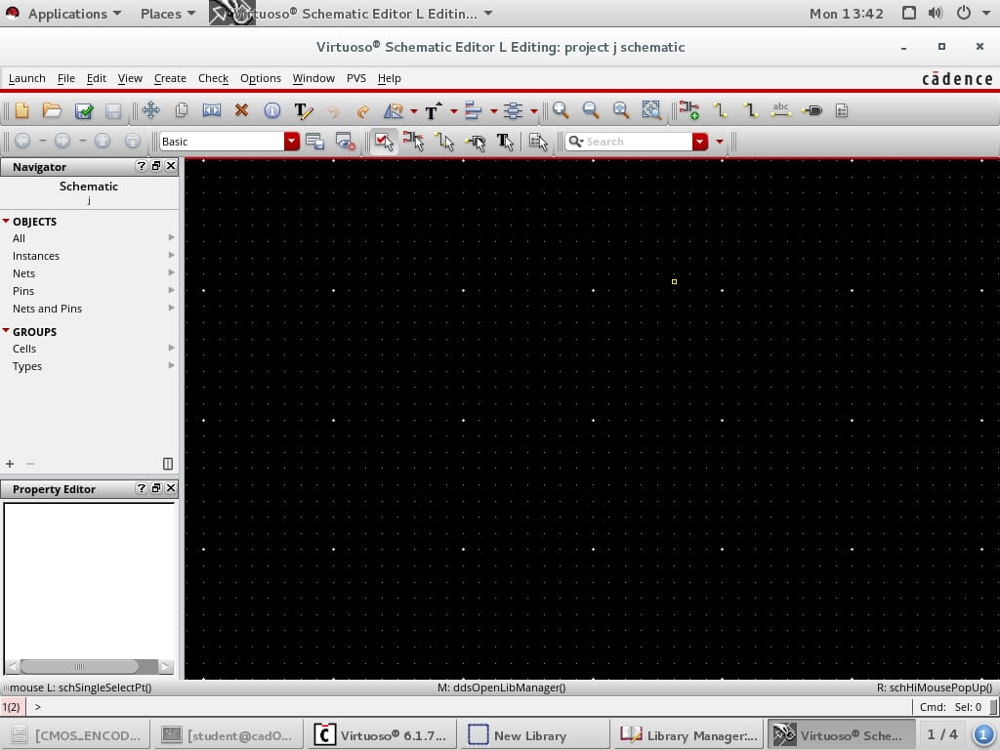 Applications Places Virtuoso® Schematic Editor L Editin... Mon 13:42
Virtuoso® Schematic Editor L Editing: project j schematic
Launch File Edit View Create Check Options Window PVS Help cādence
abc
Basic Search
Navigator
Schematic
j
OBJECTS
All
Instances
Nets
Pins
Nets and Pins
GROUPS
Cells
Types
Property Editor
mouse L: schSingleSelectPt() M: ddsOpenLibManager() R: schHiMousePopUp()
1(2) > Cmd: Sel: 0
[CMOS_ENCOD... [student@cadO... Virtuoso® 6.1.7... New Library Library Manager:... Virtuoso® Sche... 1 / 4 1